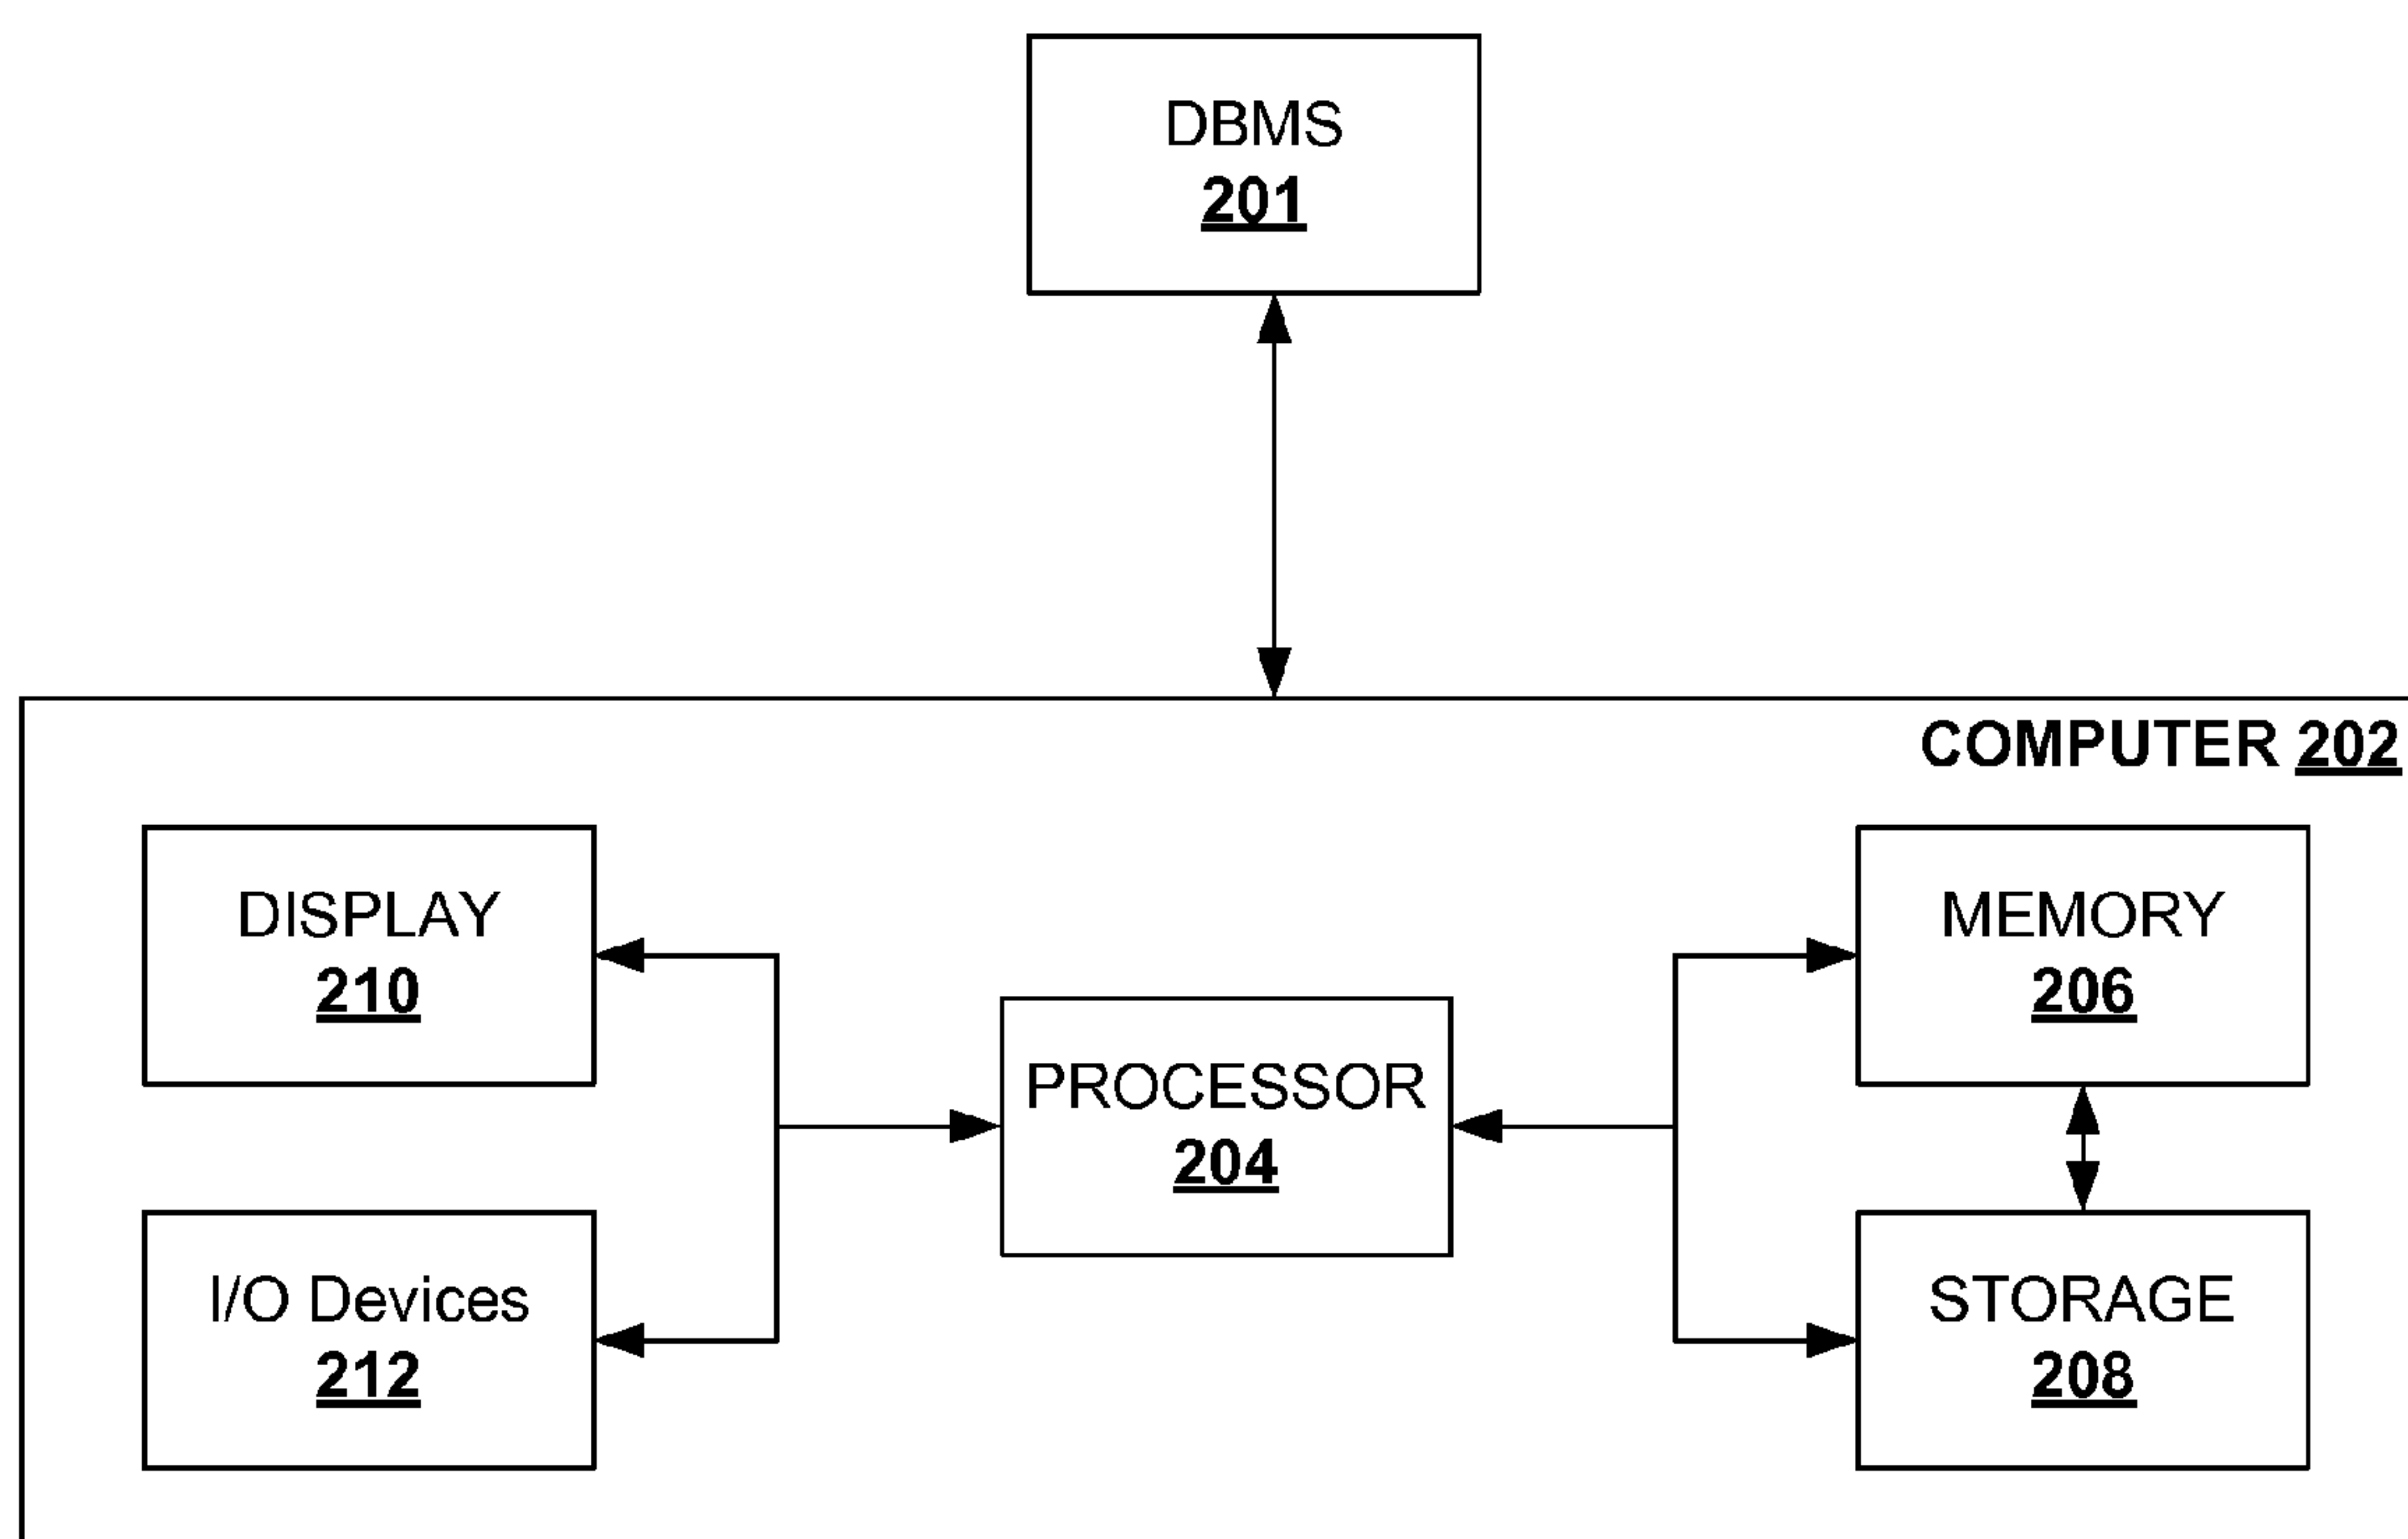 DBMS
201
COMPUTER 202
DISPLAY
210
MEMORY
206
PROCESSOR
204
I/O Devices
212
STORAGE
208